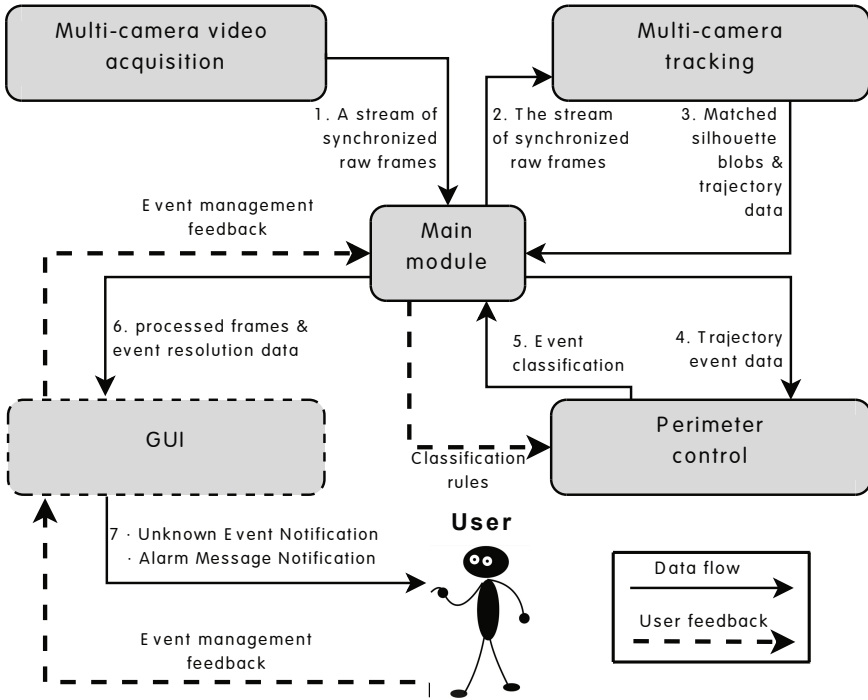 Multi-camera video
acquisition
Multi-camera
tracking
1. A stream of
synchronized
raw frames
2. The stream
of synchronized
raw frames
3. Matched
silhouette
blobs &
trajectory
data
Event management
feedback
Main
module
6. processed frames &
event resolution data
5. Event
classification
4. Trajectory
event data
GUI
Perimeter
control
Classification
rules
7 · Unknown Event Notification
· Alarm Message Notification
User
Data flow
User feedback
Event management
feedback